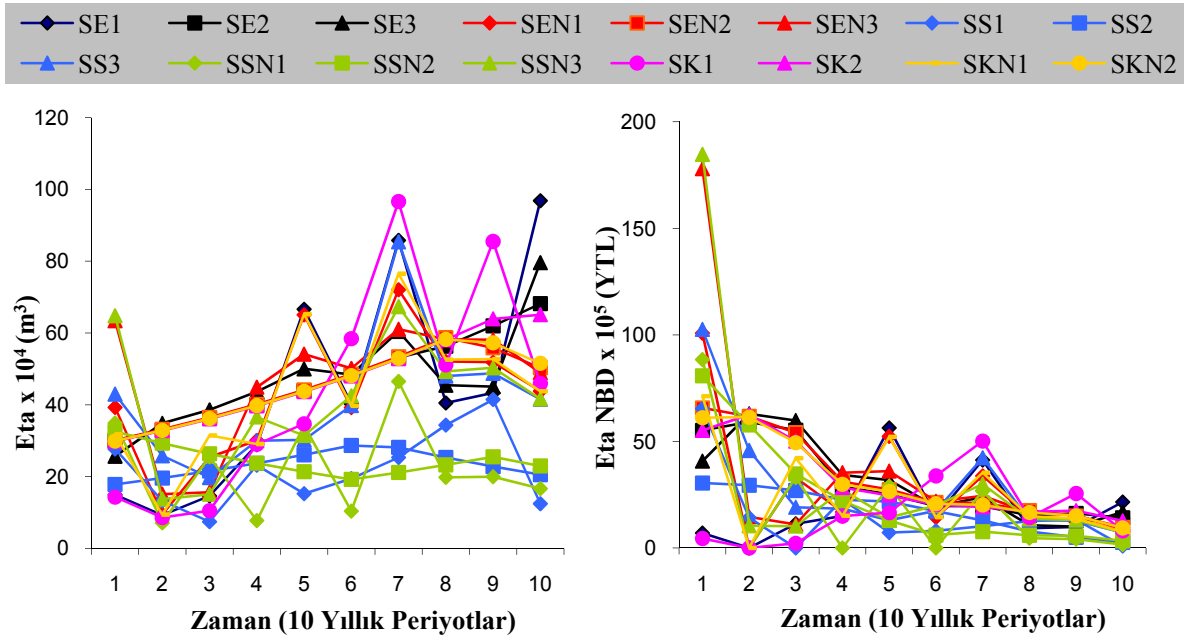 SE1 SE2 SE3 SEN1 SEN2 SEN3 SS1 SS2
SS3 SSN1 SSN2 SSN3 SK1 SK2 SKN1 SKN2
Eta x 10⁴ (m³)
120
100
80
60
40
20
0
1 2 3 4 5 6 7 8 9 10
Zaman (10 Yıllık Periyotlar)
Eta NBD x 10⁵ (YTL)
200
150
100
50
0
1 2 3 4 5 6 7 8 9 10
Zaman (10 Yıllık Periyotlar)